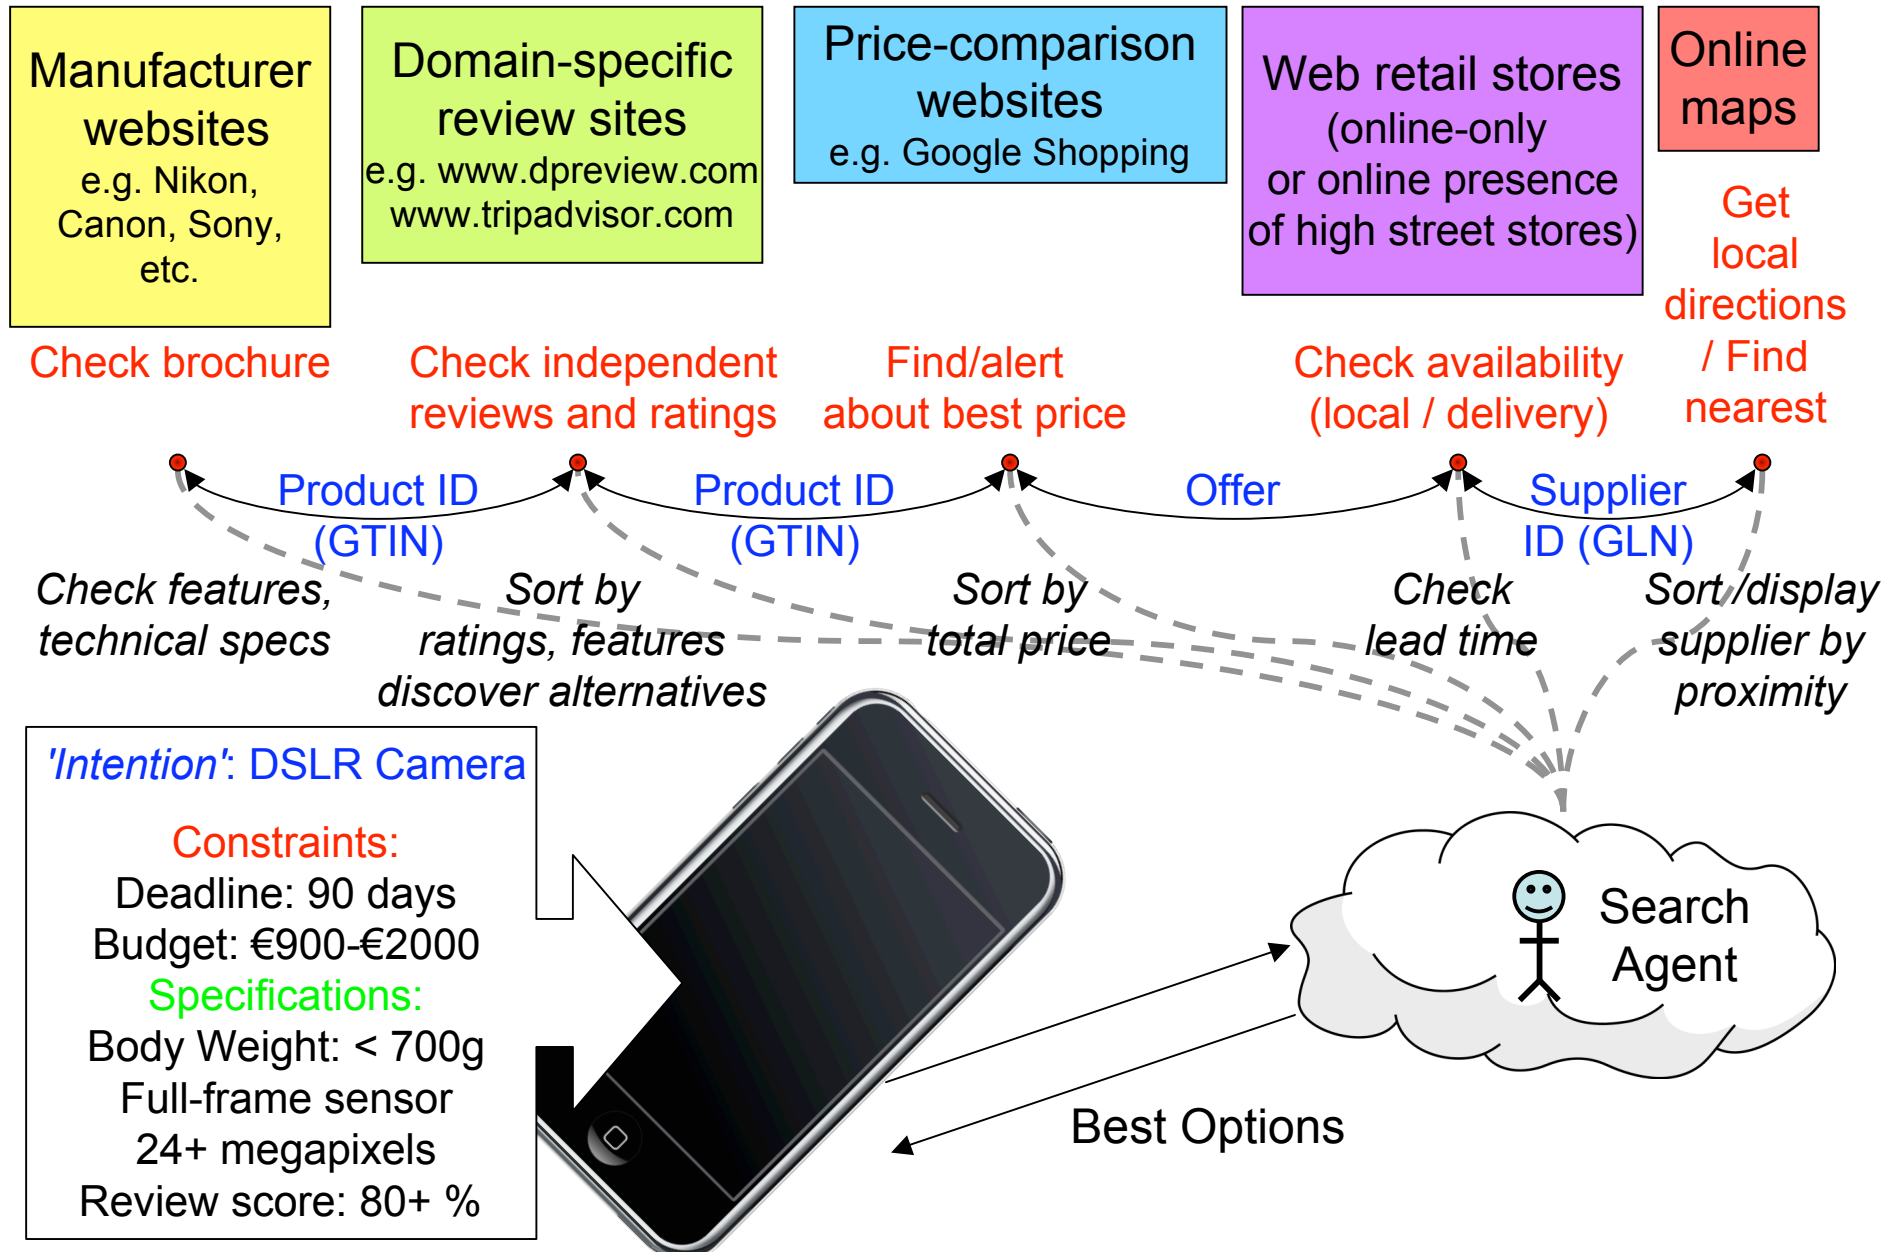 Manufacturer
websites
e.g. Nikon,
Canon, Sony,
etc.
Domain-specific
review sites
e.g. www.dpreview.com
www.tripadvisor.com
Price-comparison
websites
e.g. Google Shopping
Web retail stores
(online-only
or online presence
of high street stores)
Online
maps
Check brochure
Check independent
reviews and ratings
Find/alert
about best price
Check availability
(local / delivery)
Get
local
directions
/ Find
nearest
Product ID
(GTIN)
Product ID
(GTIN)
Offer
Supplier
ID (GLN)
Check features,
technical specs
Sort by
ratings, features
discover alternatives
Sort by
total price
Check
lead time
Sort /display
supplier by
proximity
'Intention': DSLR Camera
Constraints:
Deadline: 90 days
Budget: €900-€2000
Specifications:
Body Weight: < 700g
Full-frame sensor
24+ megapixels
Review score: 80+ %
Search
Agent
Best Options